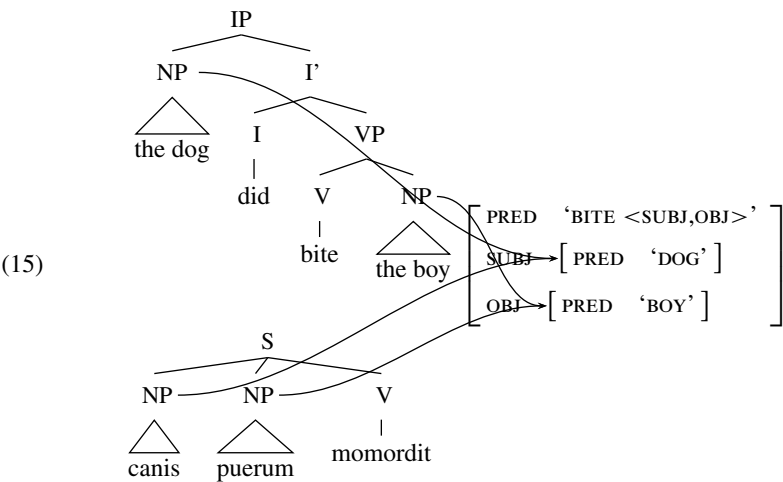 IP
NP I'
the dog I VP
did V NP
bite the boy
PRED ‘BITE <SUBJ,OBJ>’
SUBJ [ PRED ‘DOG’ ]
OBJ [ PRED ‘BOY’ ]
(15)
S
NP NP V
canis puerum momordit